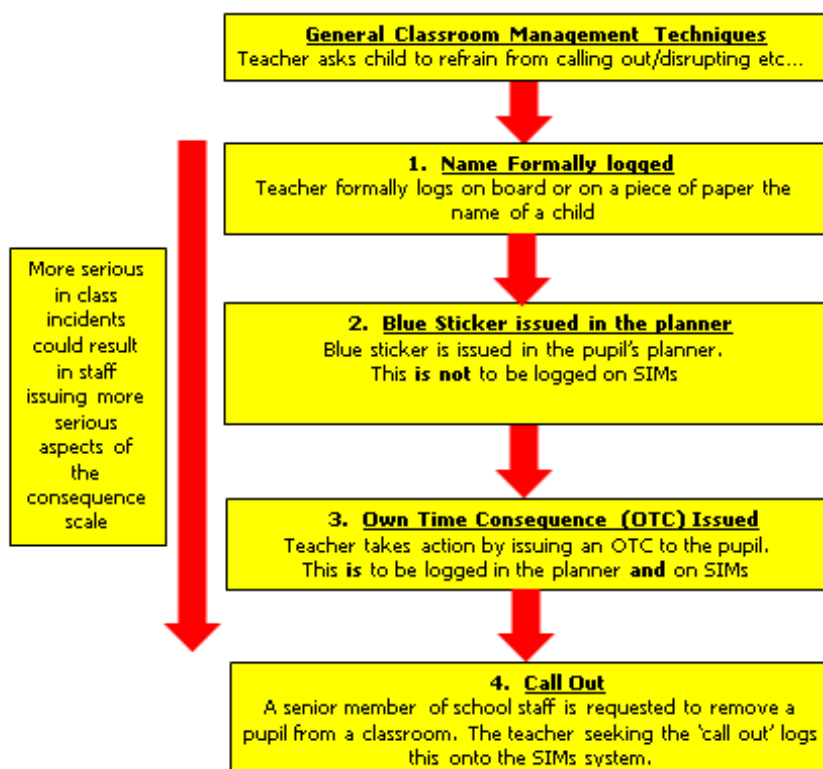 General Classroom Management Techniques
Teacher asks child to refrain from calling out/disrupting etc...
1. Name Formally logged
Teacher formally logs on board or on a piece of paper the
name of a child
More serious
in class
incidents
could result
in staff
issuing more
serious
aspects of
the
consequence
scale
2. Blue Sticker issued in the planner
Blue sticker is issued in the pupil's planner.
This is not to be logged on SIMs
3. Own Time Consequence (OTC) Issued
Teacher takes action by issuing an OTC to the pupil.
This is to be logged in the planner and on SIMs
4. Call Out
A senior member of school staff is requested to remove a
pupil from a classroom. The teacher seeking the 'call out' logs
this onto the SIMs system.